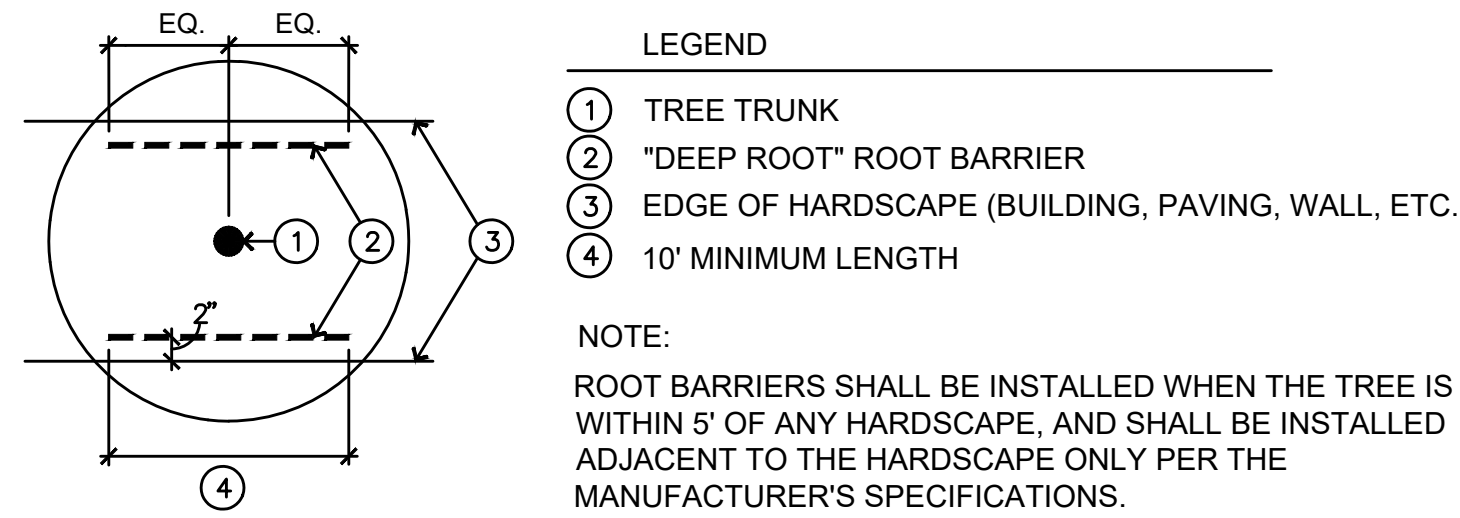 EQ. EQ.
LEGEND
1 TREE TRUNK
2 "DEEP ROOT" ROOT BARRIER
3 EDGE OF HARDSCAPE (BUILDING, PAVING, WALL, ETC.
4 10' MINIMUM LENGTH
1 2 3
2"
4
NOTE:
ROOT BARRIERS SHALL BE INSTALLED WHEN THE TREE IS
WITHIN 5' OF ANY HARDSCAPE, AND SHALL BE INSTALLED
ADJACENT TO THE HARDSCAPE ONLY PER THE
MANUFACTURER'S SPECIFICATIONS.